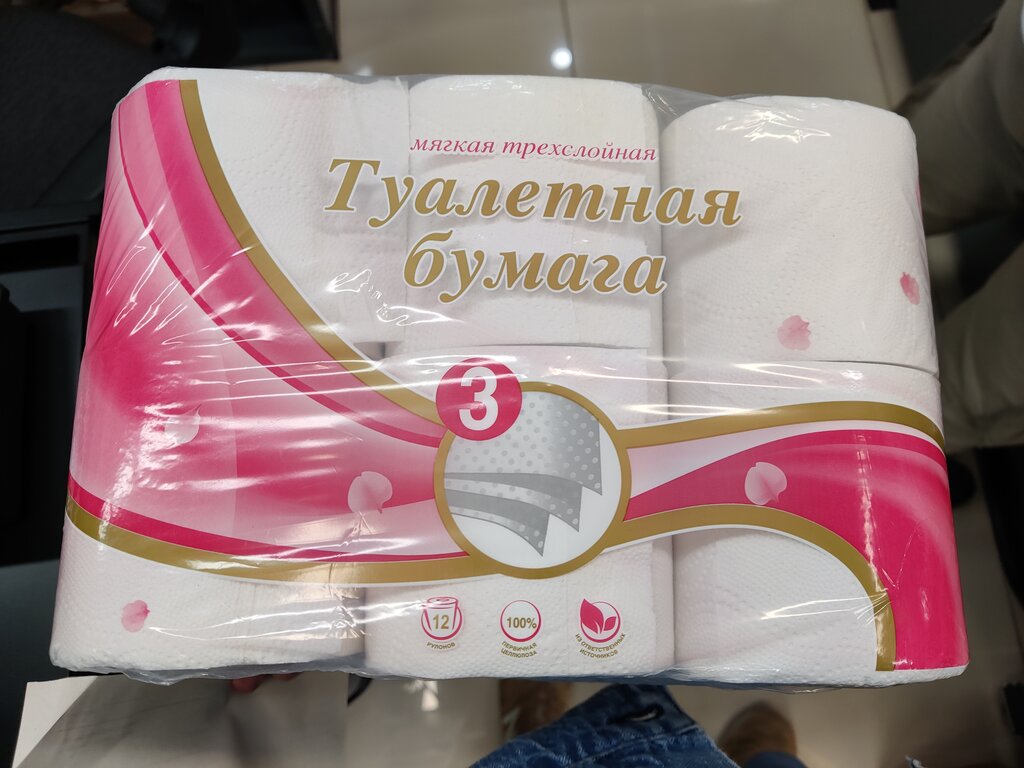 мягкая трехслойная
Туалетная
бумага
3
12
РУЛОНОВ
100%
ПЕРВИЧНАЯ
ЦЕЛЛЮЛОЗА
ИЗ ОТВЕТСТВЕННЫХ
ИСТОЧНИКОВ